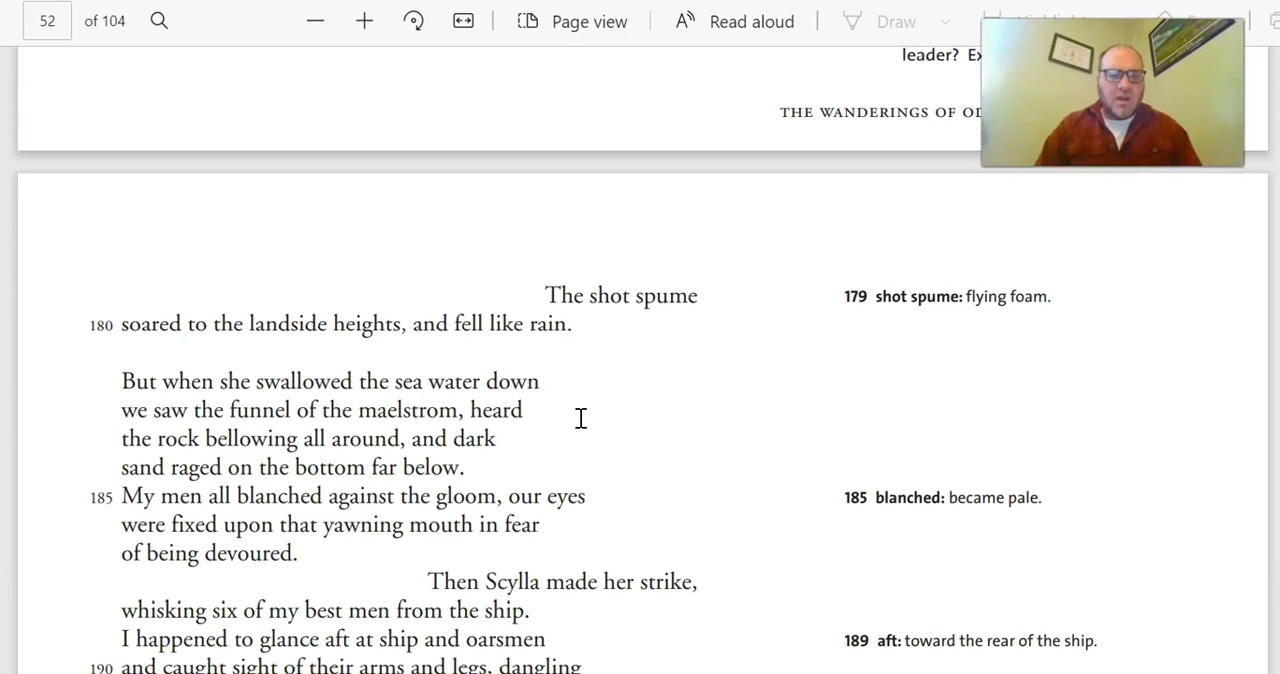 52 of 104 Page view Read aloud Draw
leader?
THE WANDERINGS OF
The shot spume
179 shot spume: flying foam.
180 soared to the landside heights, and fell like rain.
But when she swallowed the sea water down
we saw the funnel of the maelstrom, heard
the rock bellowing all around, and dark
sand raged on the bottom far below.
185 My men all blanched against the gloom, our eyes
185 blanched: became pale.
were fixed upon that yawning mouth in fear
of being devoured.
Then Scylla made her strike,
whisking six of my best men from the ship.
I happened to glance aft at ship and oarsmen
189 aft: toward the rear of the ship.
190 and caught sight of their arms and legs, dangling